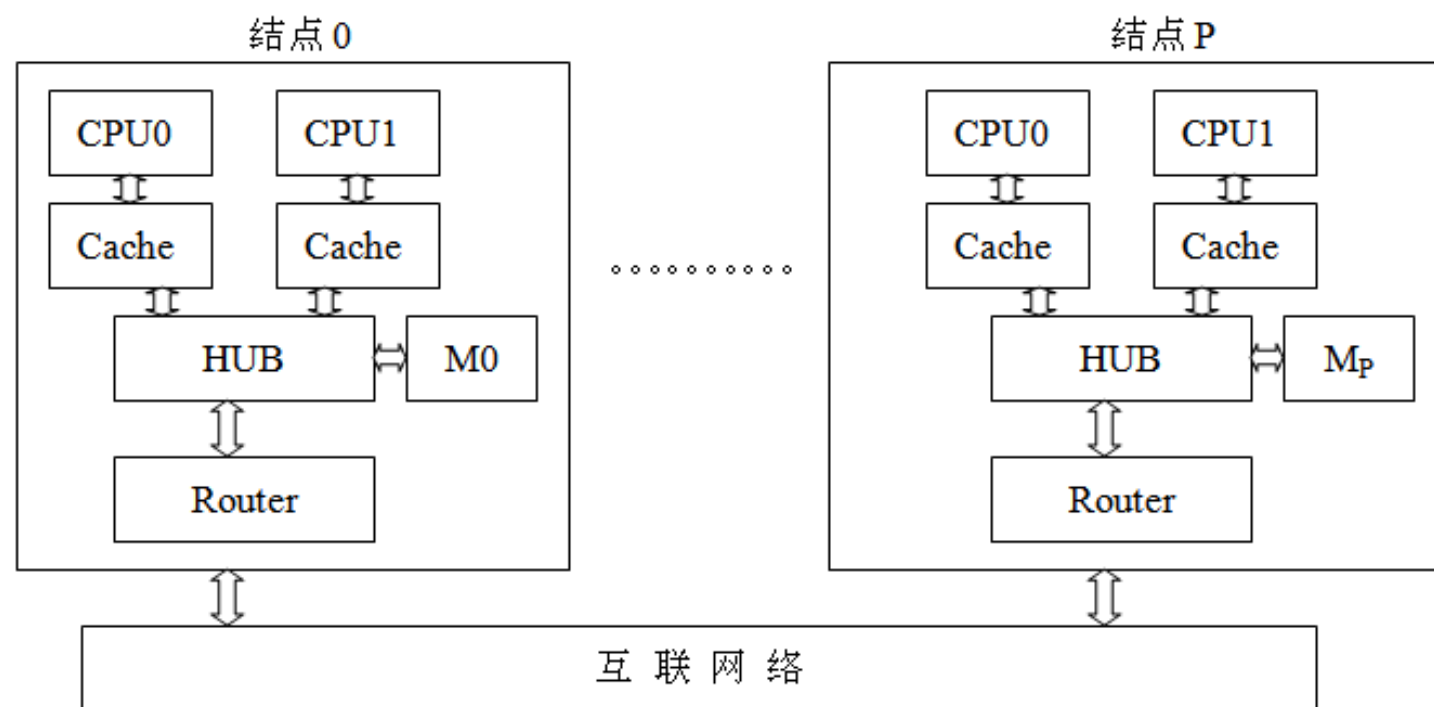 结点 0
结点 P
CPU0
CPU1
CPU0
CPU1
Cache
Cache
Cache
Cache
HUB
M0
HUB
MP
Router
Router
互 联 网 络